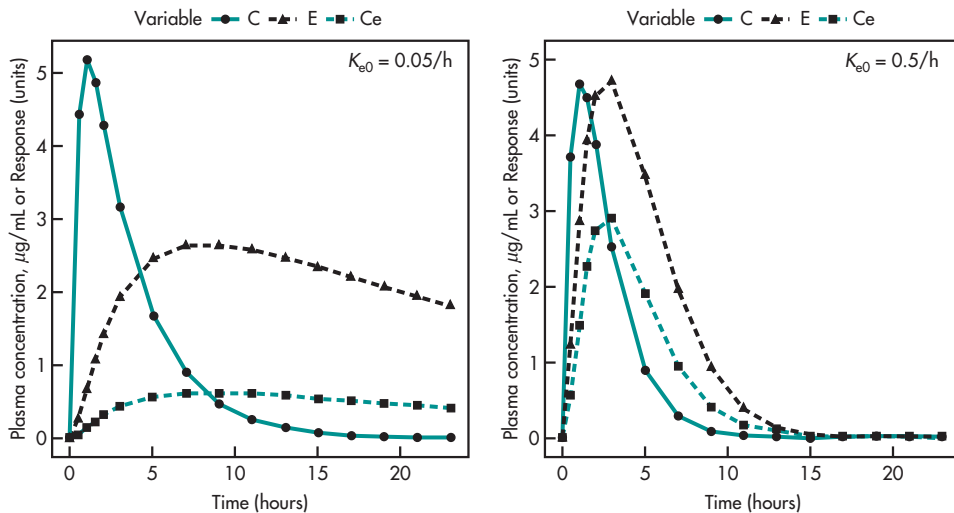 Variable C E Ce
K e0 = 0.05/h
Plasma concentration, µg/mL or Response (units)
5
4
3
2
1
0
0 5 10 15 20
Time (hours)
Variable C E Ce
K e0 = 0.5/h
Plasma concentration, µg/mL or Response (units)
5
4
3
2
1
0
0 5 10 15 20
Time (hours)